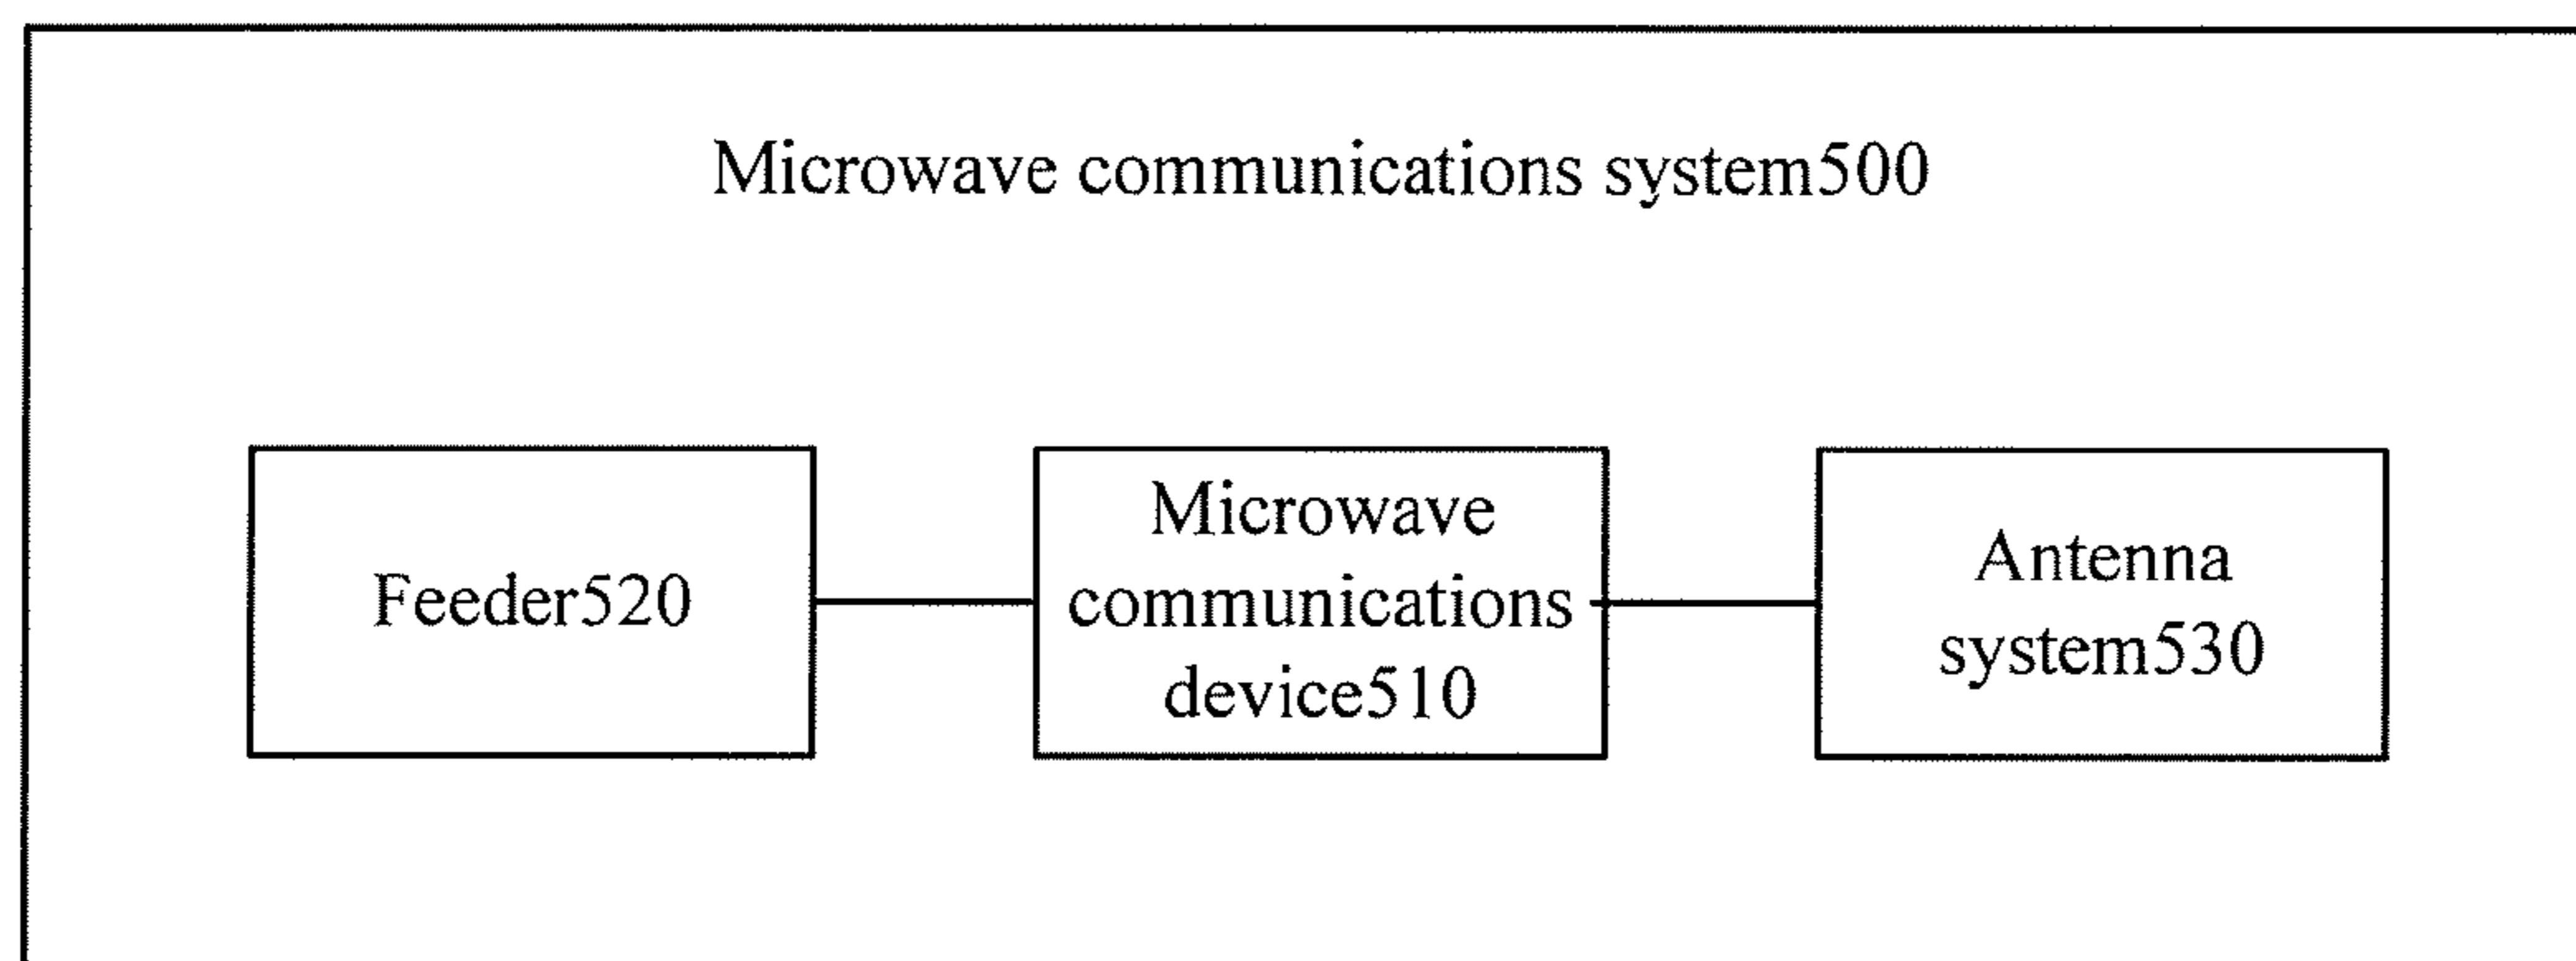 Microwave communications system500
Feeder520
Microwave
communications
device510
Antenna
system530